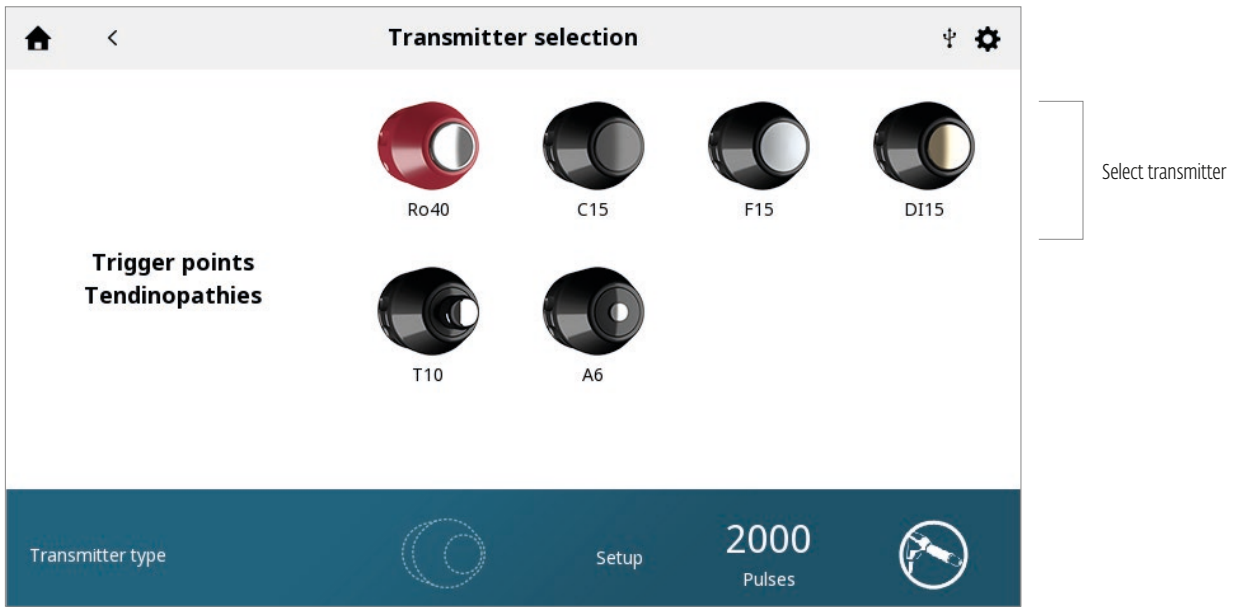 Transmitter selection
Ro40
C15
F15
DI15
Select transmitter
Trigger points
Tendinopathies
T10
A6
Transmitter type
Setup
2000
Pulses